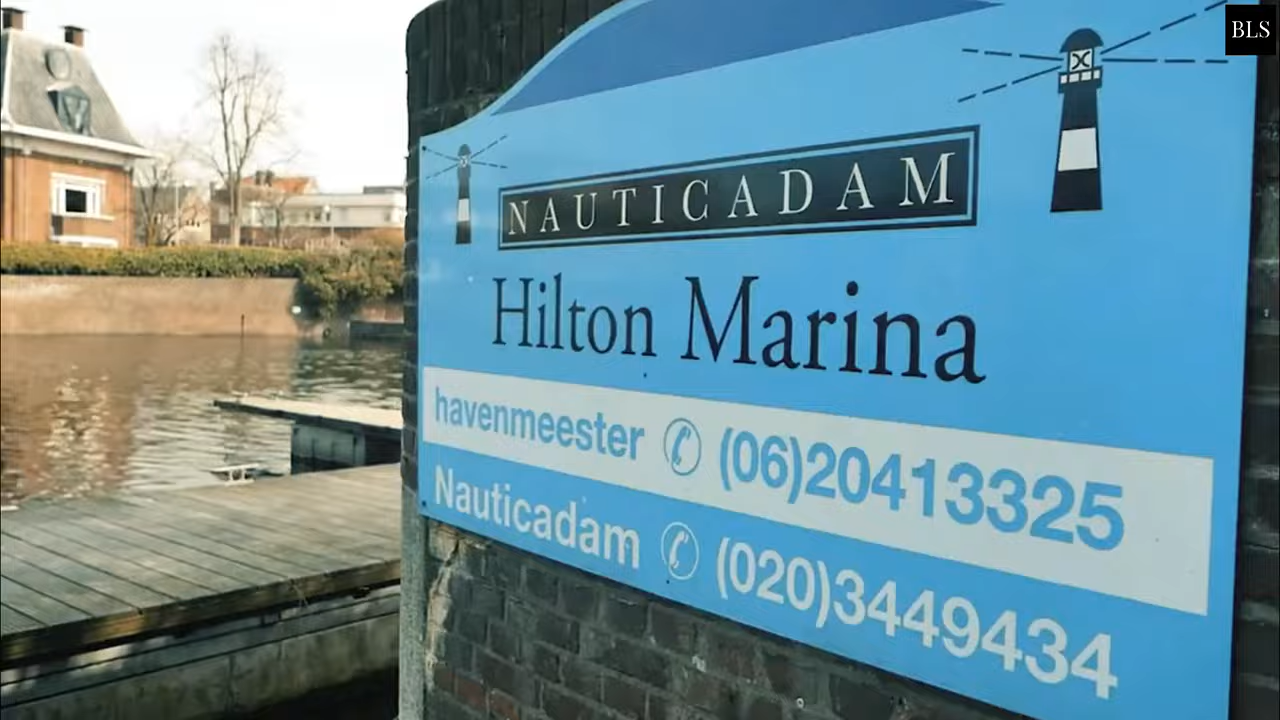 BLS
NAUTICADAM
Hilton Marina
havenmeester (06)20413325
Nauticadam (020)3449434